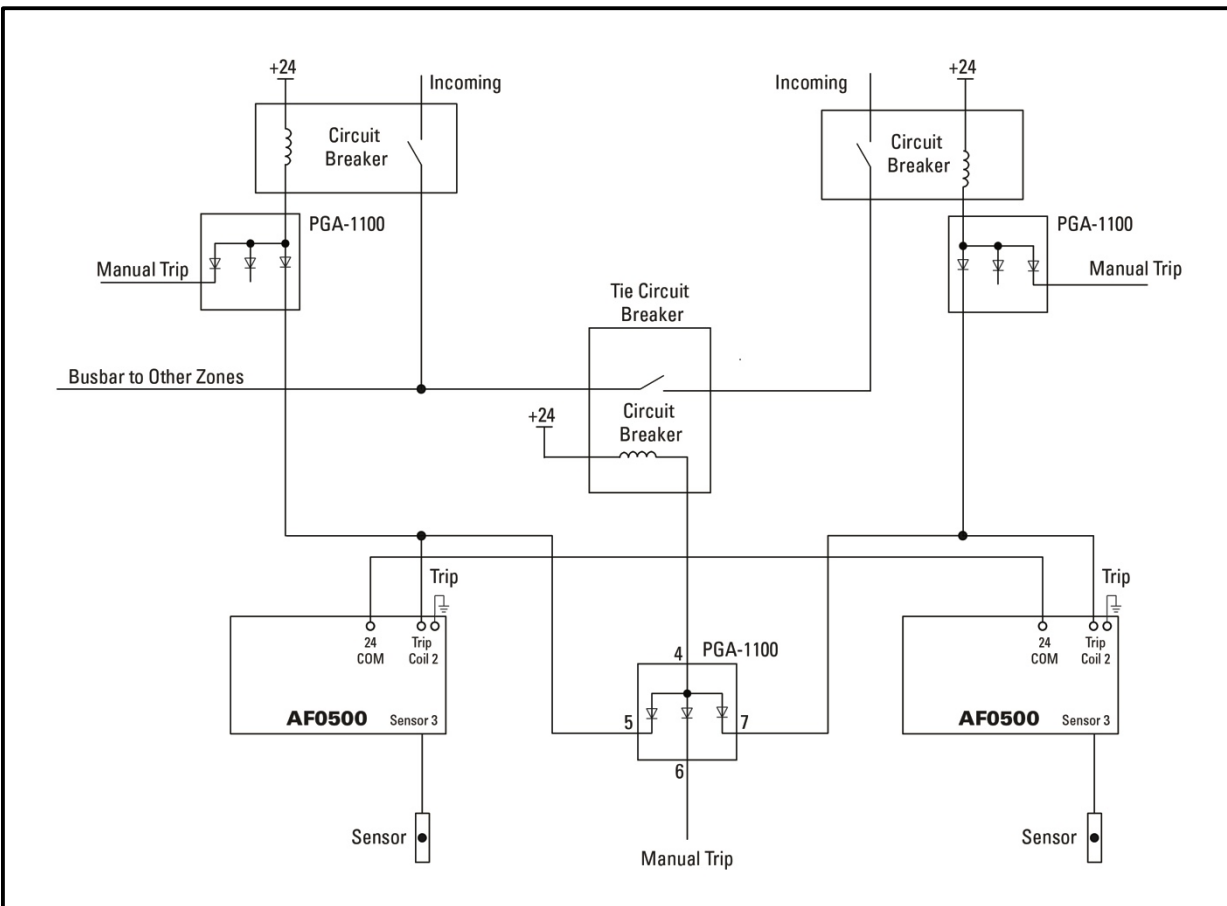 +24
Incoming
Circuit
Breaker
PGA-1100
Manual Trip
Incoming
+24
Circuit
Breaker
PGA-1100
Manual Trip
Tie Circuit
Breaker
Busbar to Other Zones
+24
Circuit
Breaker
Trip
24
COM
Trip
Coil 2
AF0500
Sensor 3
Sensor
4
PGA-1100
5
7
6
Manual Trip
Trip
24
COM
Trip
Coil 2
AF0500
Sensor 3
Sensor